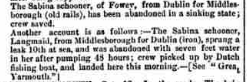 The Sabina schooner, of Fowey, from Dublin for Middles-
borough (old rails), has been abandoned in a sinking state;
crew saved.
Another account is as follows:—The Sabina schooner,
Langmaid, from Middlesborough for Dublin (iron), sprung a
leak 10th at sea, and was abandoned with seven feet water
in her after pumping 48 hours; crew picked up by Dutch
fishing boat, and landed here this morning.—[See "Grea,
Yarmouth."]